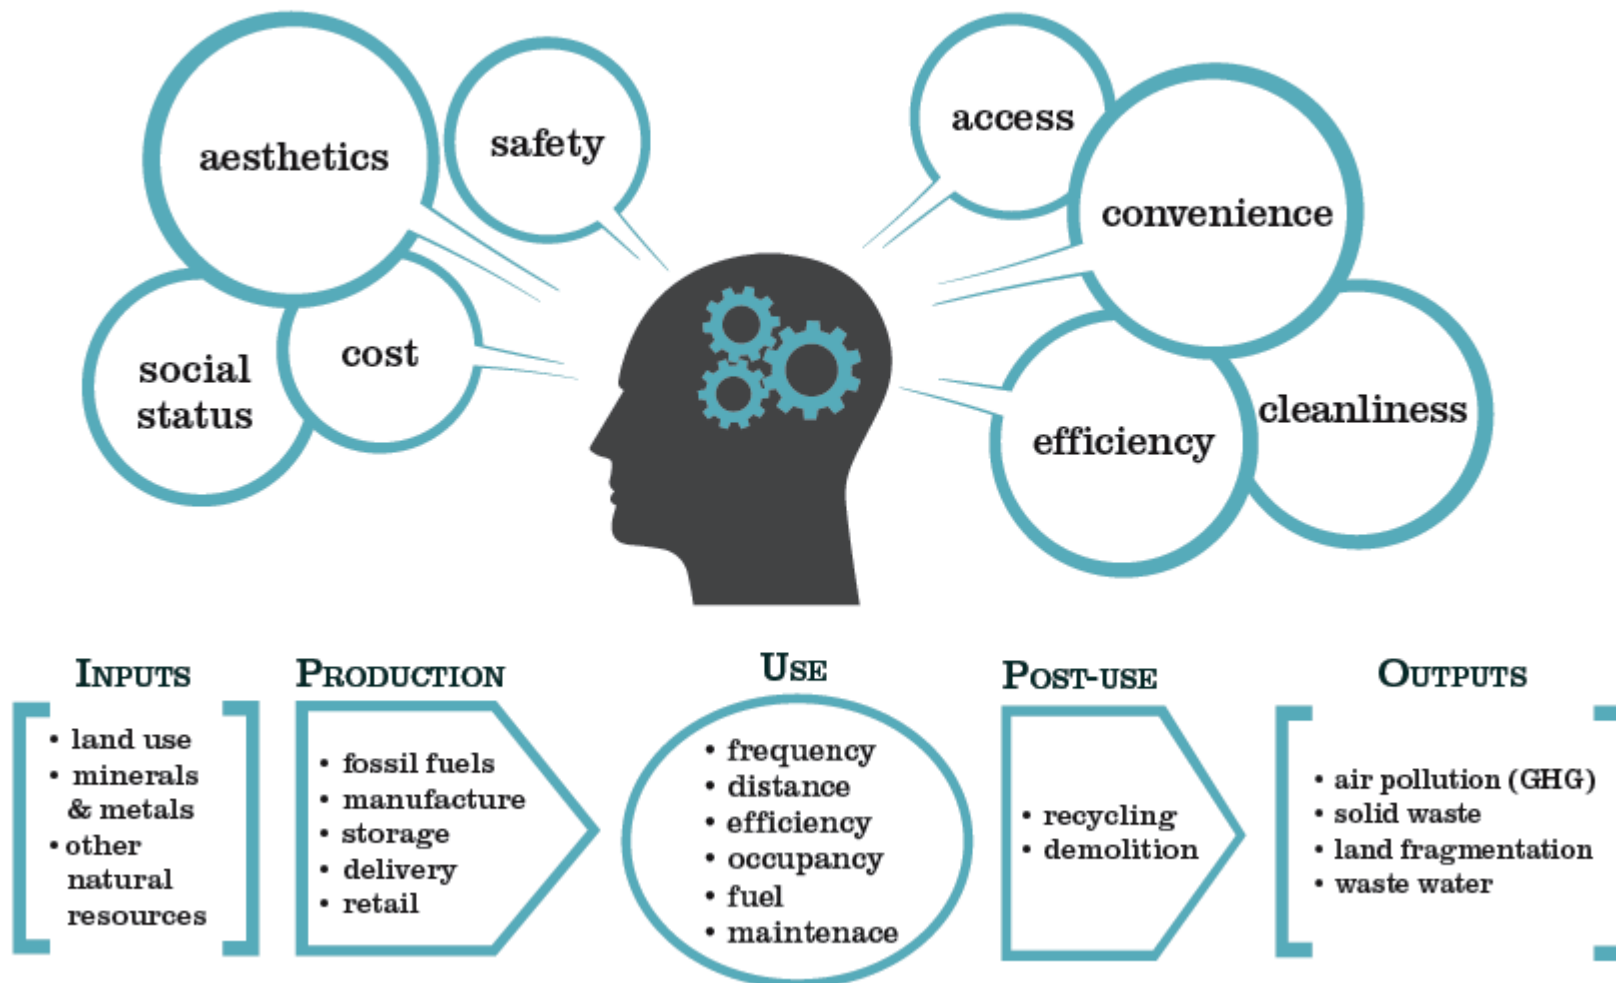 aesthetics
safety
access
convenience
social
status
cost
efficiency
cleanliness
INPUTS
• land use
• minerals
& metals
• other
natural
resources
PRODUCTION
• fossil fuels
• manufacture
• storage
• delivery
• retail
USE
• frequency
• distance
• efficiency
• occupancy
• fuel
• maintenace
POST-USE
• recycling
• demolition
OUTPUTS
• air pollution (GHG)
• solid waste
• land fragmentation
• waste water